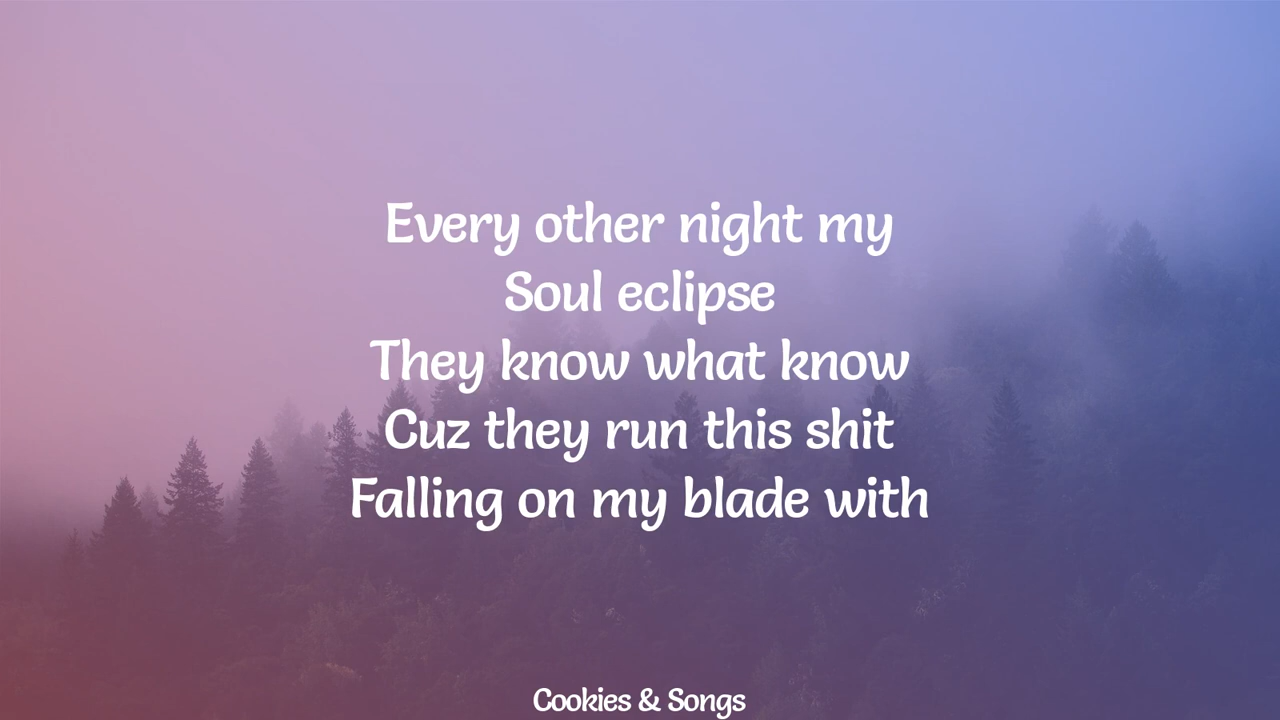 Every other night my
Soul eclipse
They know what know
Cuz they run this shit
Falling on my blade with
Cookies & Songs